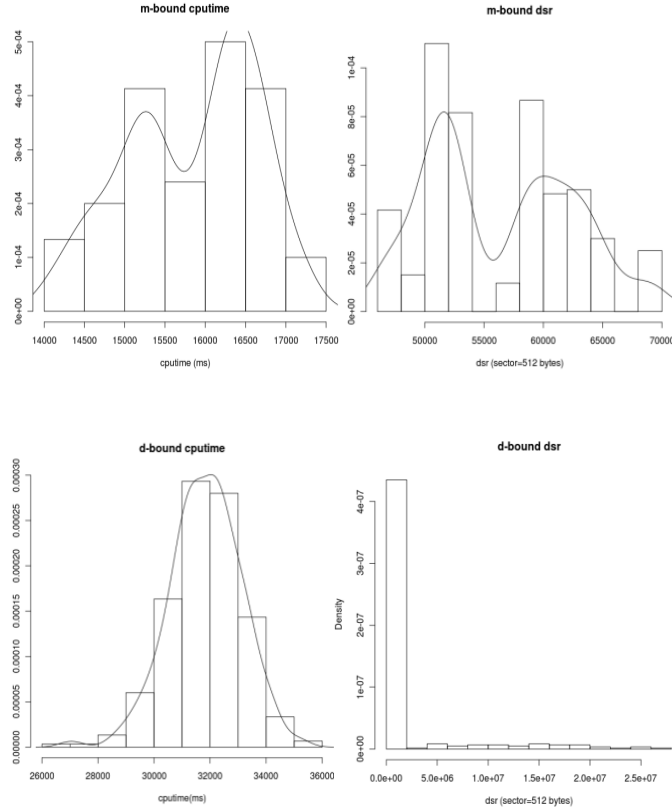 m-bound cputime
5e-04
4e-04
3e-04
2e-04
1e-04
0e+00
14000 14500 15000 15500 16000 16500 17000 17500
cputime (ms)
m-bound dsr
1e-04
8e-05
6e-05
4e-05
2e-05
0e+00
50000 55000 60000 65000 70000
dsr (sector=512 bytes)
d-bound cputime
0.00030
0.00025
0.00020
0.00015
0.00010
0.00005
0.00000
26000 28000 30000 32000 34000 36000
cputime(ms)
d-bound dsr
Density
4e-07
3e-07
2e-07
1e-07
0e+00
0.0e+00 5.0e+06 1.0e+07 1.5e+07 2.0e+07 2.5e+07
dsr (sector=512 bytes)